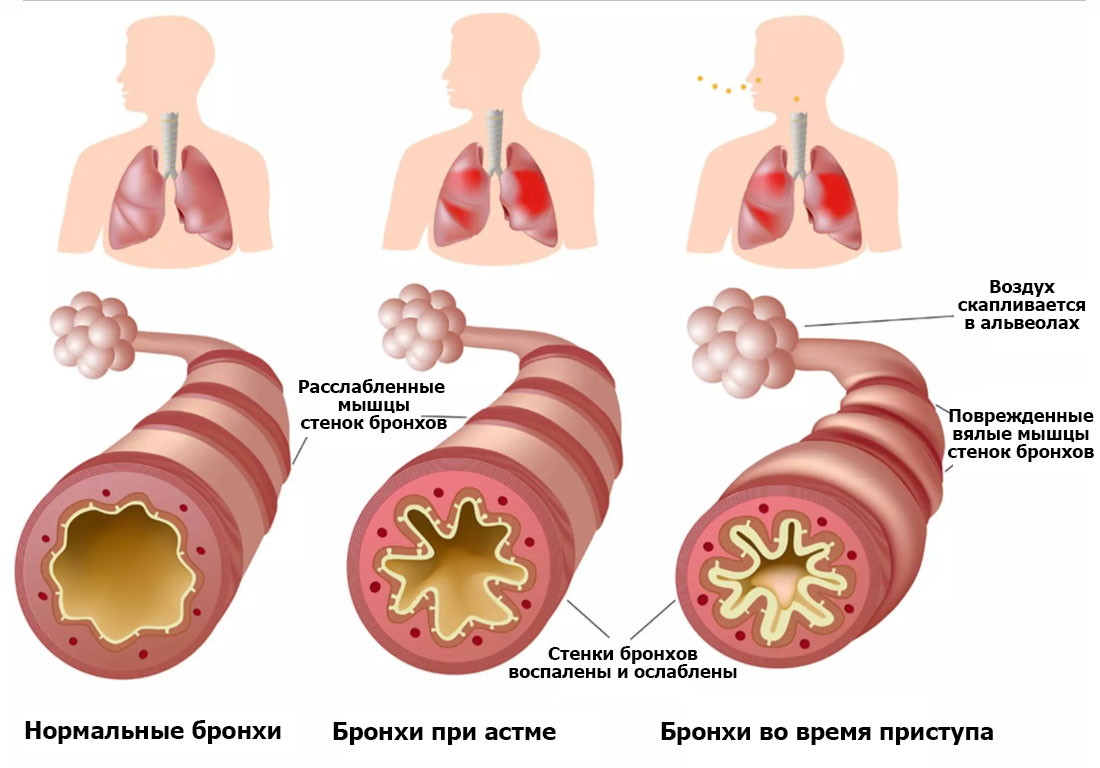 Воздух
скапливается
в альвеолах
Расслабленные
мышцы
стенок бронхов
Поврежденные
вялые мышцы
стенок бронхов
Стенки бронхов
воспалены и ослаблены
Нормальные бронхи
Бронхи при астме
Бронхи во время приступа